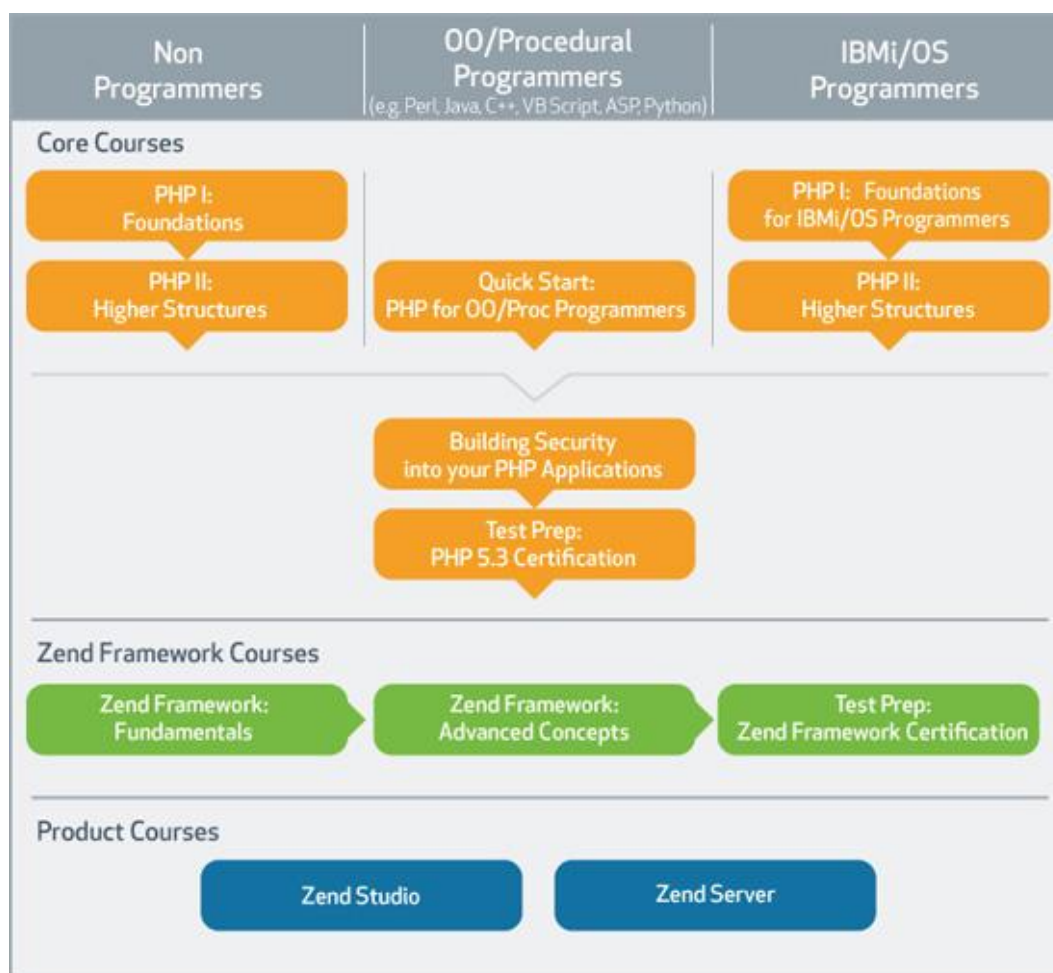 Non
Programmers
OO/Procedural
Programmers
(e.g. Perl, Java, C++, VB Script, ASP, Python)
IBMi/OS
Programmers
Core Courses
PHP I:
Foundations
PHP I: Foundations
for IBMi/OS Programmers
PHP II:
Higher Structures
Quick Start:
PHP for OO/Proc Programmers
PHP II:
Higher Structures
Building Security
into your PHP Applications
Test Prep:
PHP 5.3 Certification
Zend Framework Courses
Zend Framework:
Fundamentals
Zend Framework:
Advanced Concepts
Test Prep:
Zend Framework Certification
Product Courses
Zend Studio
Zend Server